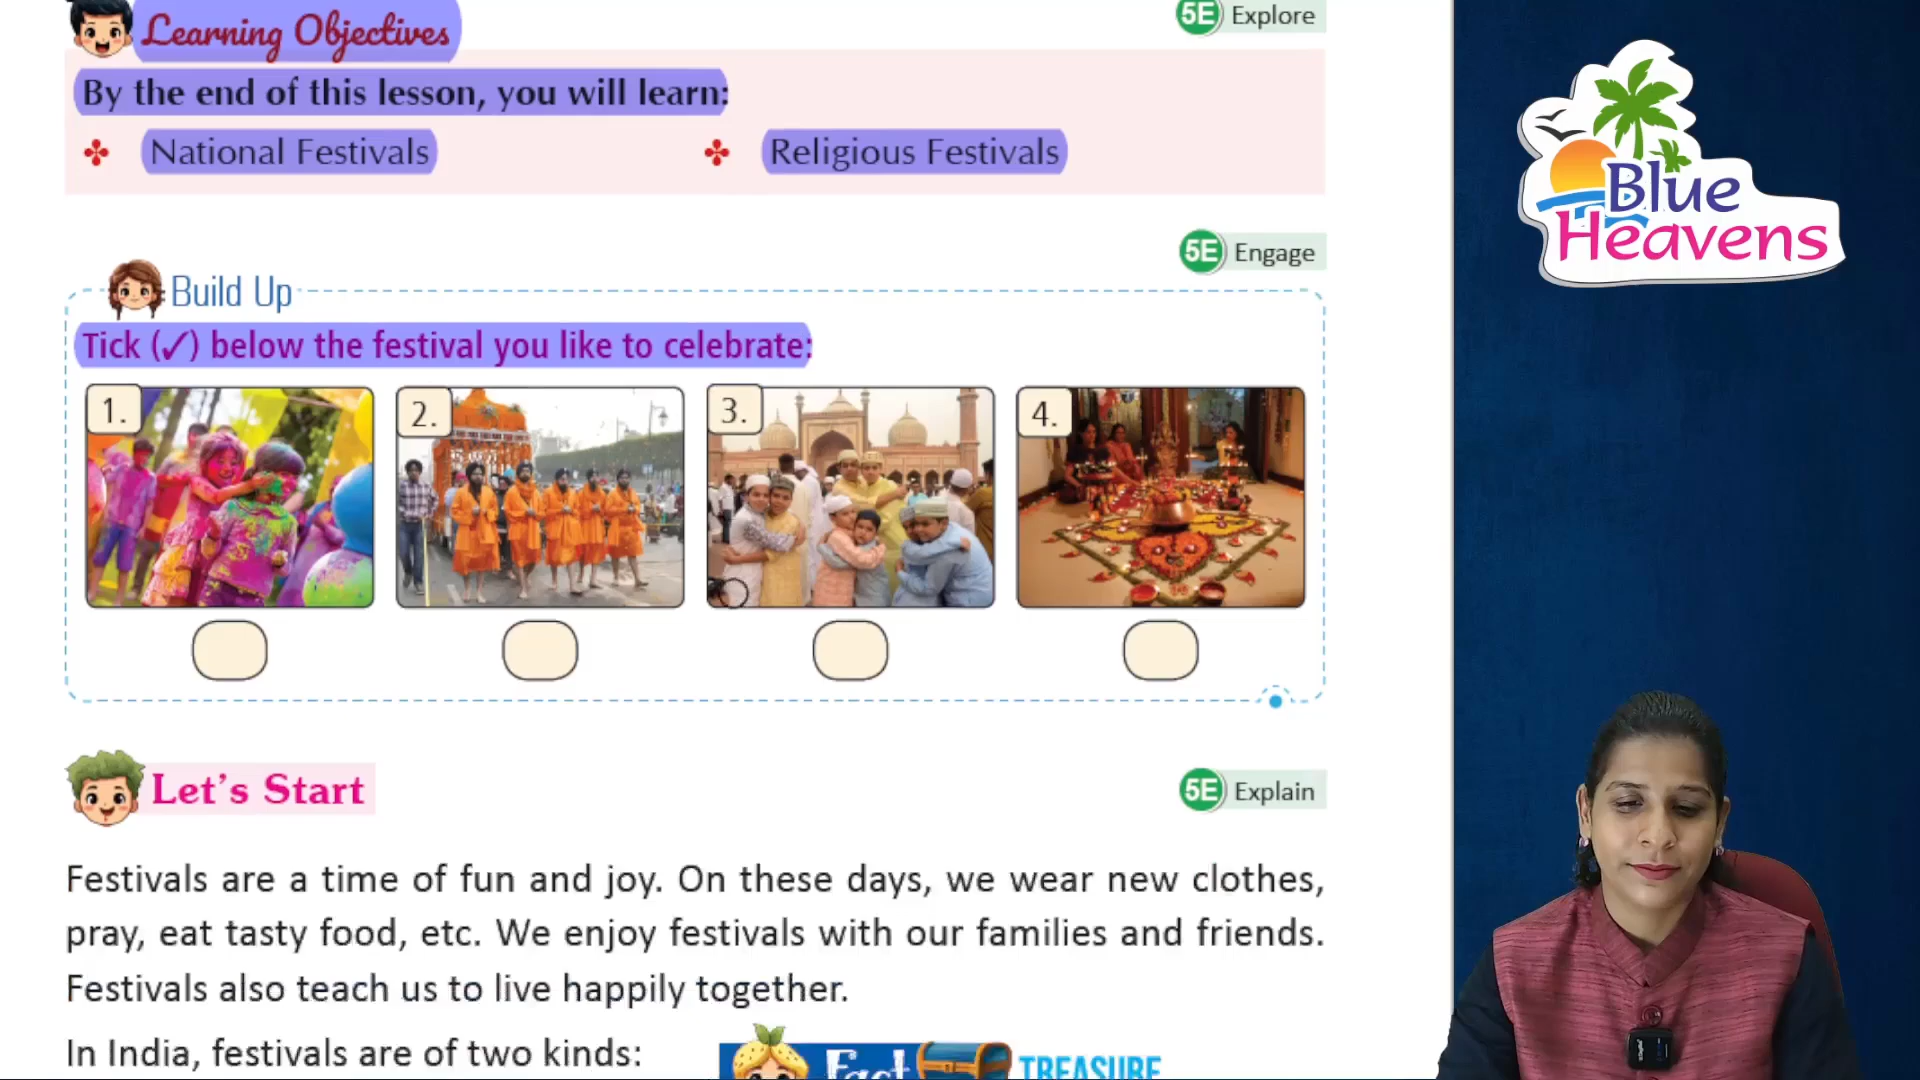 Learning Objectives
5E Explore
By the end of this lesson, you will learn:
National Festivals
Religious Festivals
5E Engage
Build Up
Tick (✓) below the festival you like to celebrate:
1.
2.
3.
4.
Let's Start
5E Explain
Festivals are a time of fun and joy. On these days, we wear new clothes,
pray, eat tasty food, etc. We enjoy festivals with our families and friends.
Festivals also teach us to live happily together.
In India, festivals are of two kinds:
Fact TREASURE
Blue
Heavens